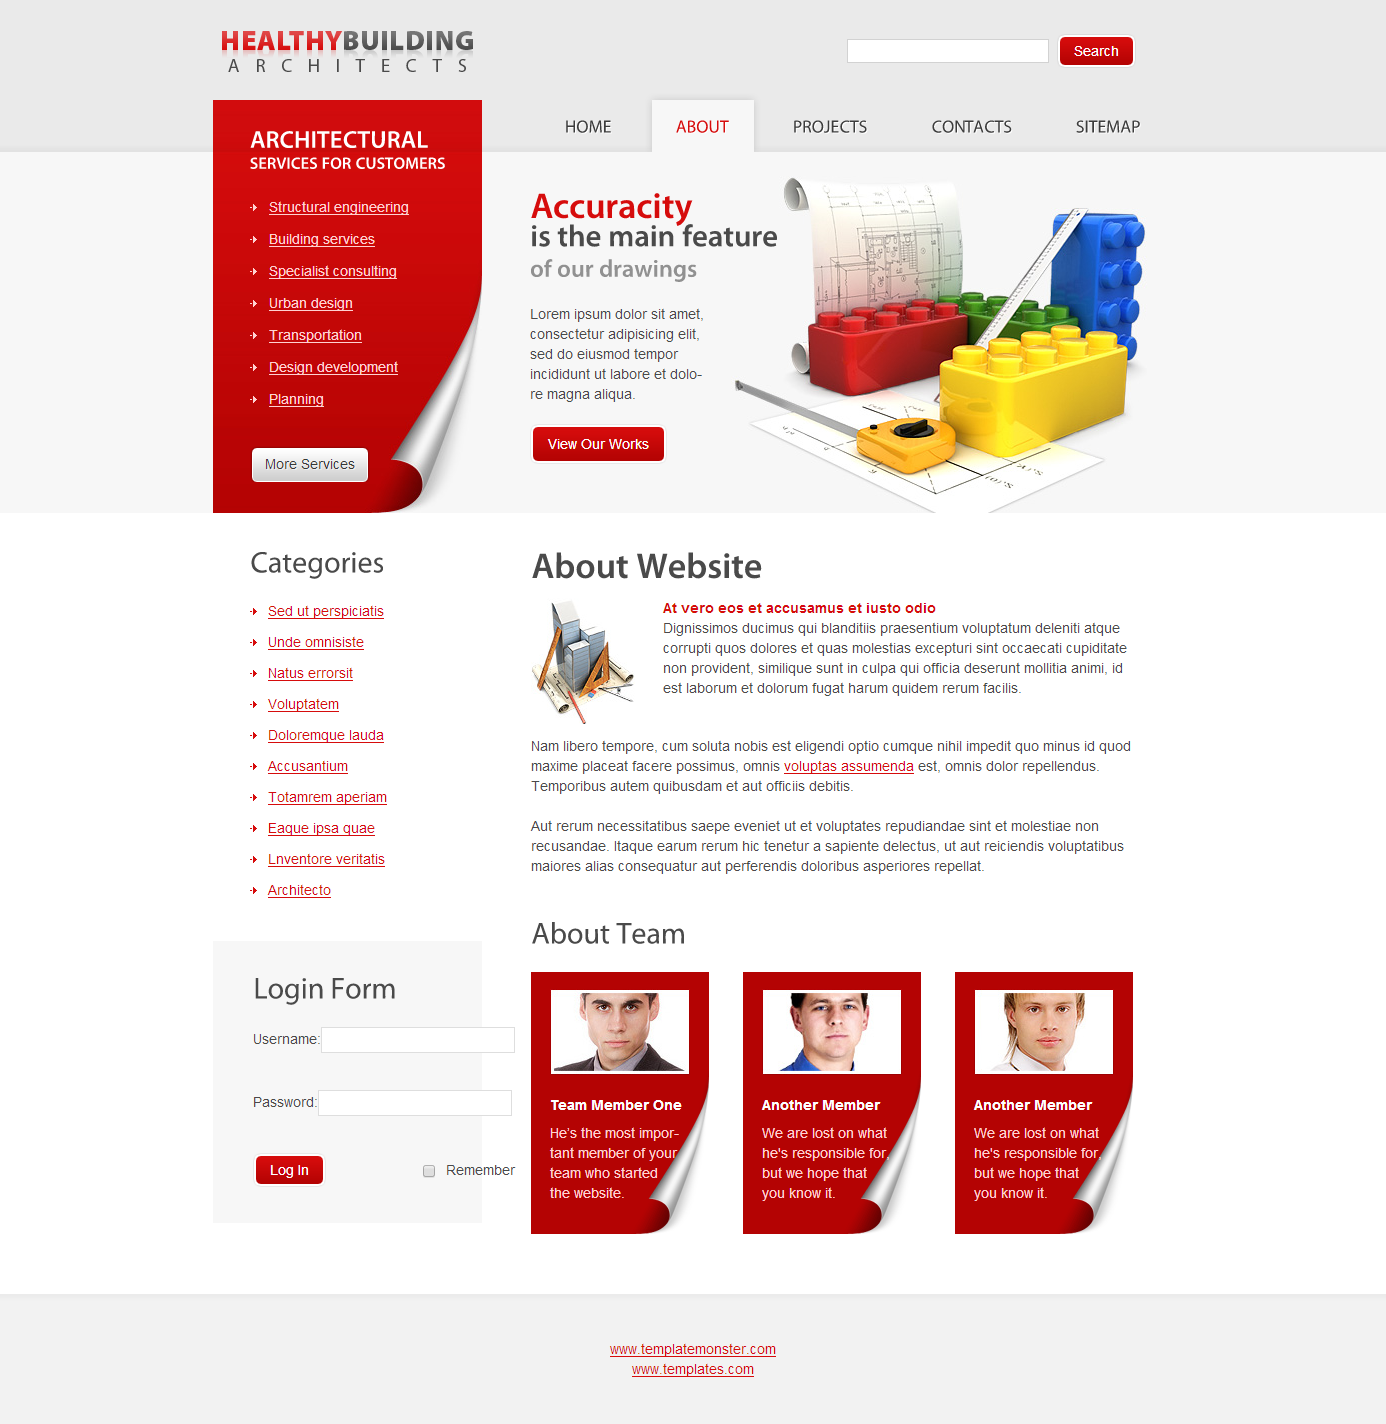 HEALTHYBUILDING
ARCHITECTS
Search
HOME
ABOUT
PROJECTS
CONTACTS
SITEMAP
ARCHITECTURAL
SERVICES FOR CUSTOMERS
Structural engineering
Building services
Specialist consulting
Urban design
Transportation
Design development
Planning
More Services
Accuracity
is the main feature
of our drawings
Lorem ipsum dolor sit amet,
consectetur adipisicing elit,
sed do eiusmod tempor
incididunt ut labore et dolo-
re magna aliqua.
View Our Works
Categories
Sed ut perspiciatis
Unde omnisiste
Natus errorsit
Voluptatem
Doloremque lauda
Accusantium
Totamrem aperiam
Eaque ipsa quae
Lnventore veritatis
Architecto
Login Form
Username:
Password:
Log In
Remember
About Website
At vero eos et accusamus et iusto odio
Dignissimos ducimus qui blanditiis praesentium voluptatum deleniti atque
corrupti quos dolores et quas molestias excepturi sint occaecati cupiditate
non provident, similique sunt in culpa qui officia deserunt mollitia animi, id
est laborum et dolorum fugat harum quidem rerum facilis.
Nam libero tempore, cum soluta nobis est eligendi optio cumque nihil impedit quo minus id quod
maxime placeat facere possimus, omnis voluptas assumenda est, omnis dolor repellendus.
Temporibus autem quibusdam et aut officiis debitis.
Aut rerum necessitatibus saepe eveniet ut et voluptates repudiandae sint et molestiae non
recusandae. Itaque earum rerum hic tenetur a sapiente delectus, ut aut reiciendis voluptatibus
maiores alias consequatur aut perferendis doloribus asperiores repellat.
About Team
Team Member One
He's the most impor-
tant member of your
team who started
the website.
Another Member
We are lost on what
he's responsible for,
but we hope that
you know it.
Another Member
We are lost on what
he's responsible for,
but we hope that
you know it.
www.templatemonster.com
www.templates.com